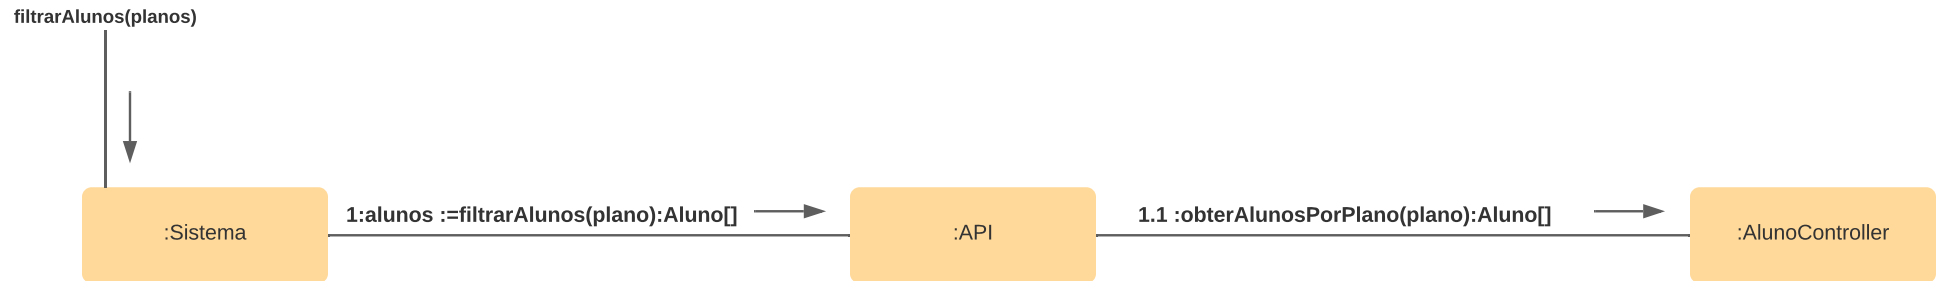 filtrarAlunos(planos)
1:alunos :=filtrarAlunos(plano):Aluno[]
1.1 :obterAlunosPorPlano(plano):Aluno[]
:Sistema
:API
:AlunoController